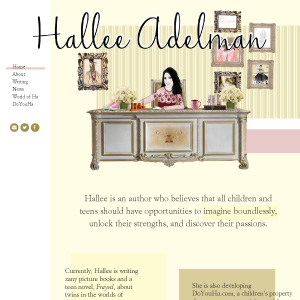 Hallee Adelman
Home
About
Writing
News
World of Ha
DoYouHa
Hallee is an author who believes that all children and
teens should have opportunities to imagine boundlessly,
unlock their strengths, and discover their passions.
Currently, Hallee is writing
zany picture books and a
teen novel, Frayed, about
twins in the worlds of
She is also developing
DoYouHa.com, a children's property